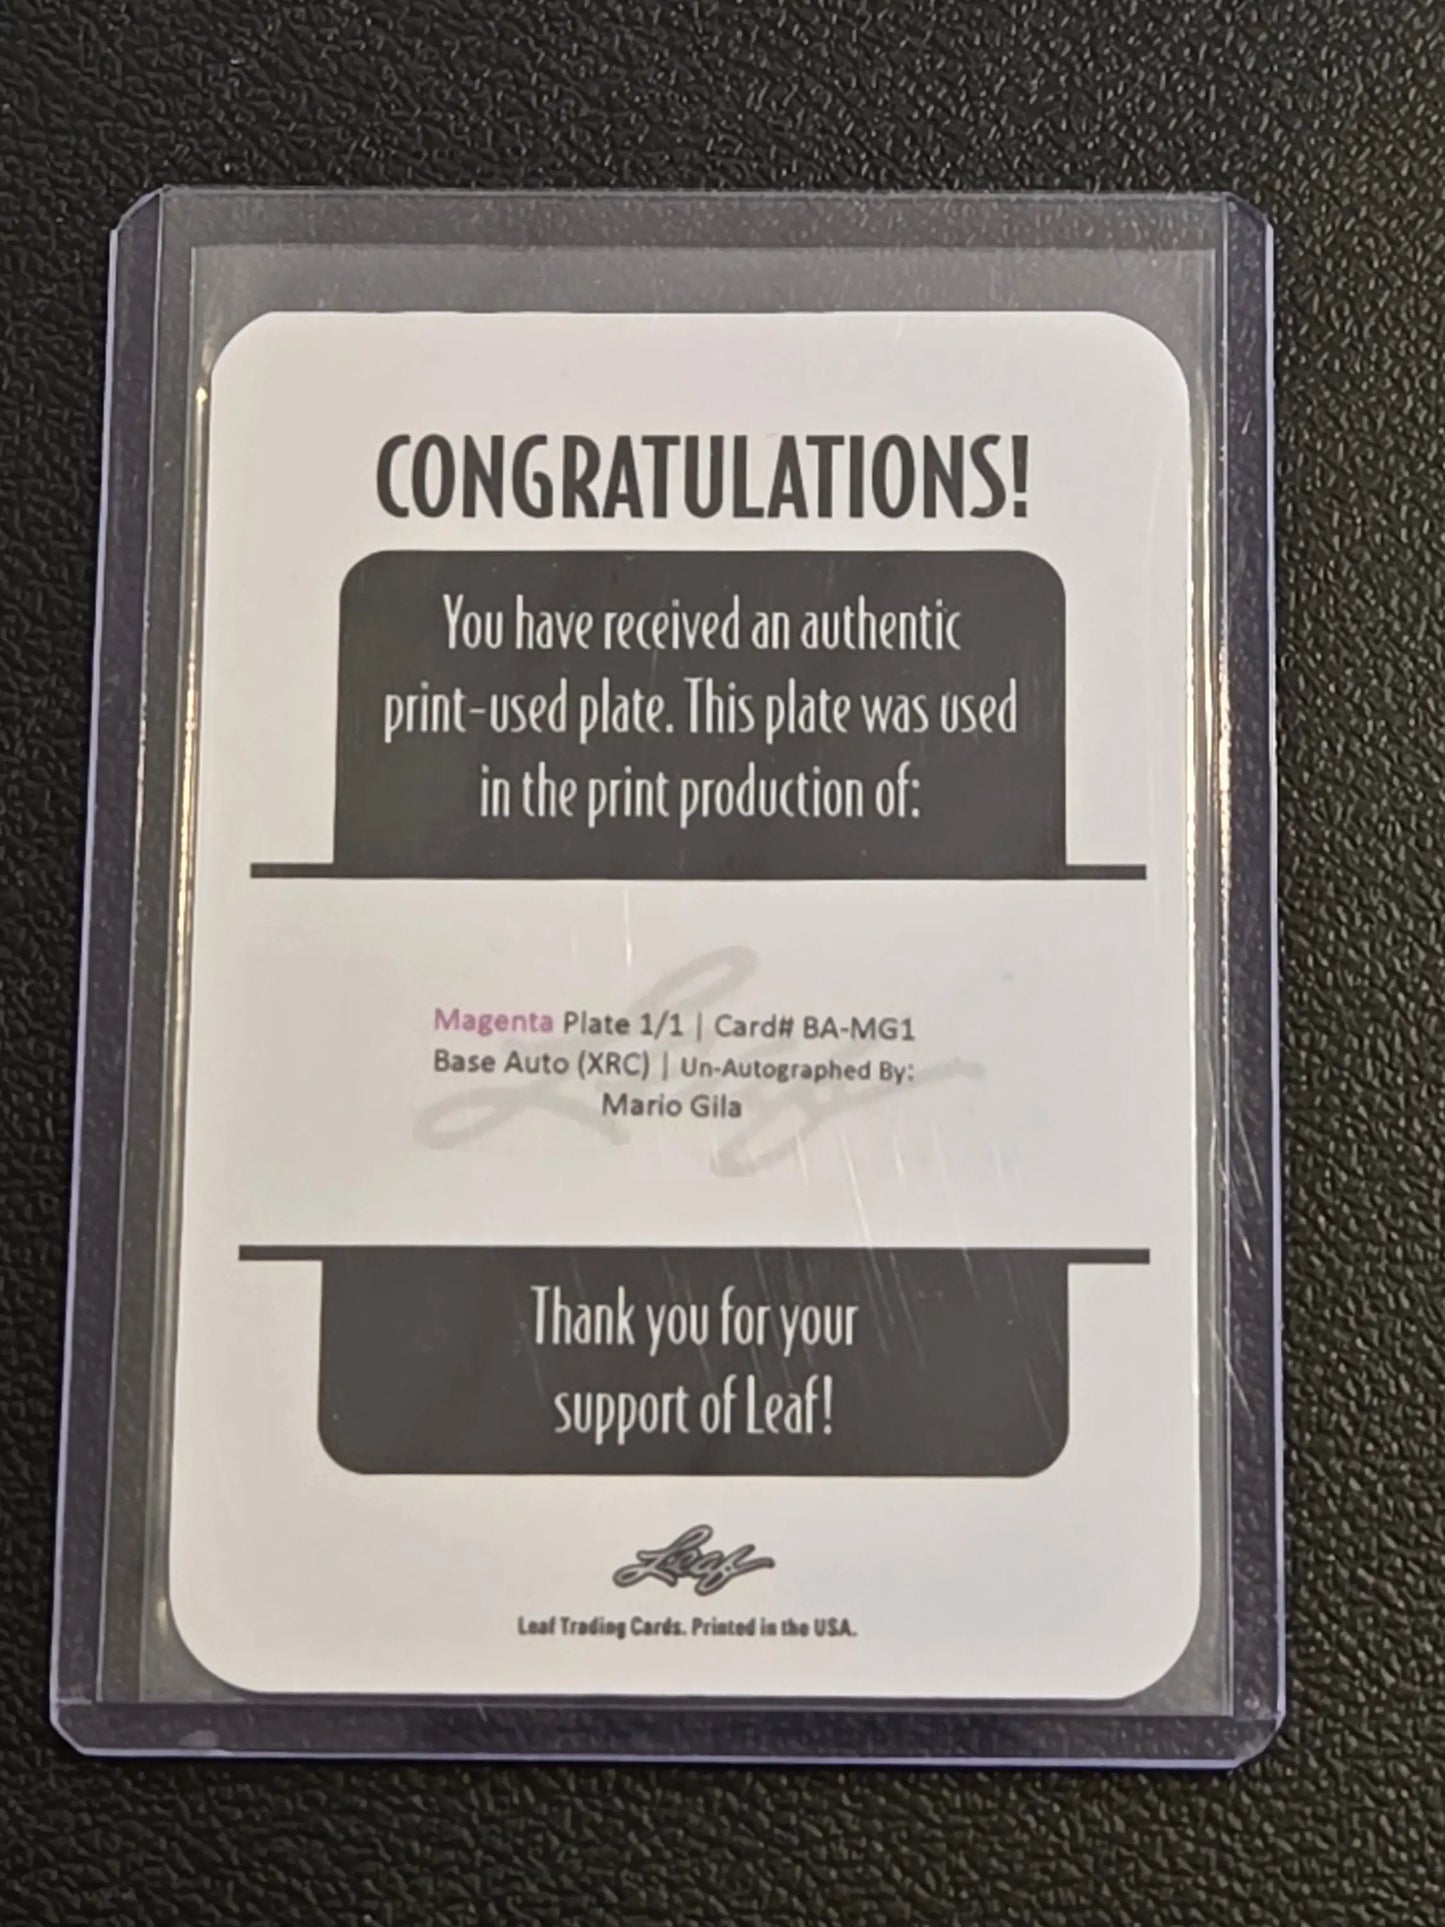 CONGRATULATIONS!
You have received an authentic
print-used plate. This plate was used
in the print production of:
Magenta Plate 1/1 | Card# BA-MG1
Base Auto (XRC) | Un-Autographed By:
Mario Gila
Leaf
Thank you for your
support of Leaf!
Leaf
Leaf Trading Cards. Printed in the USA.